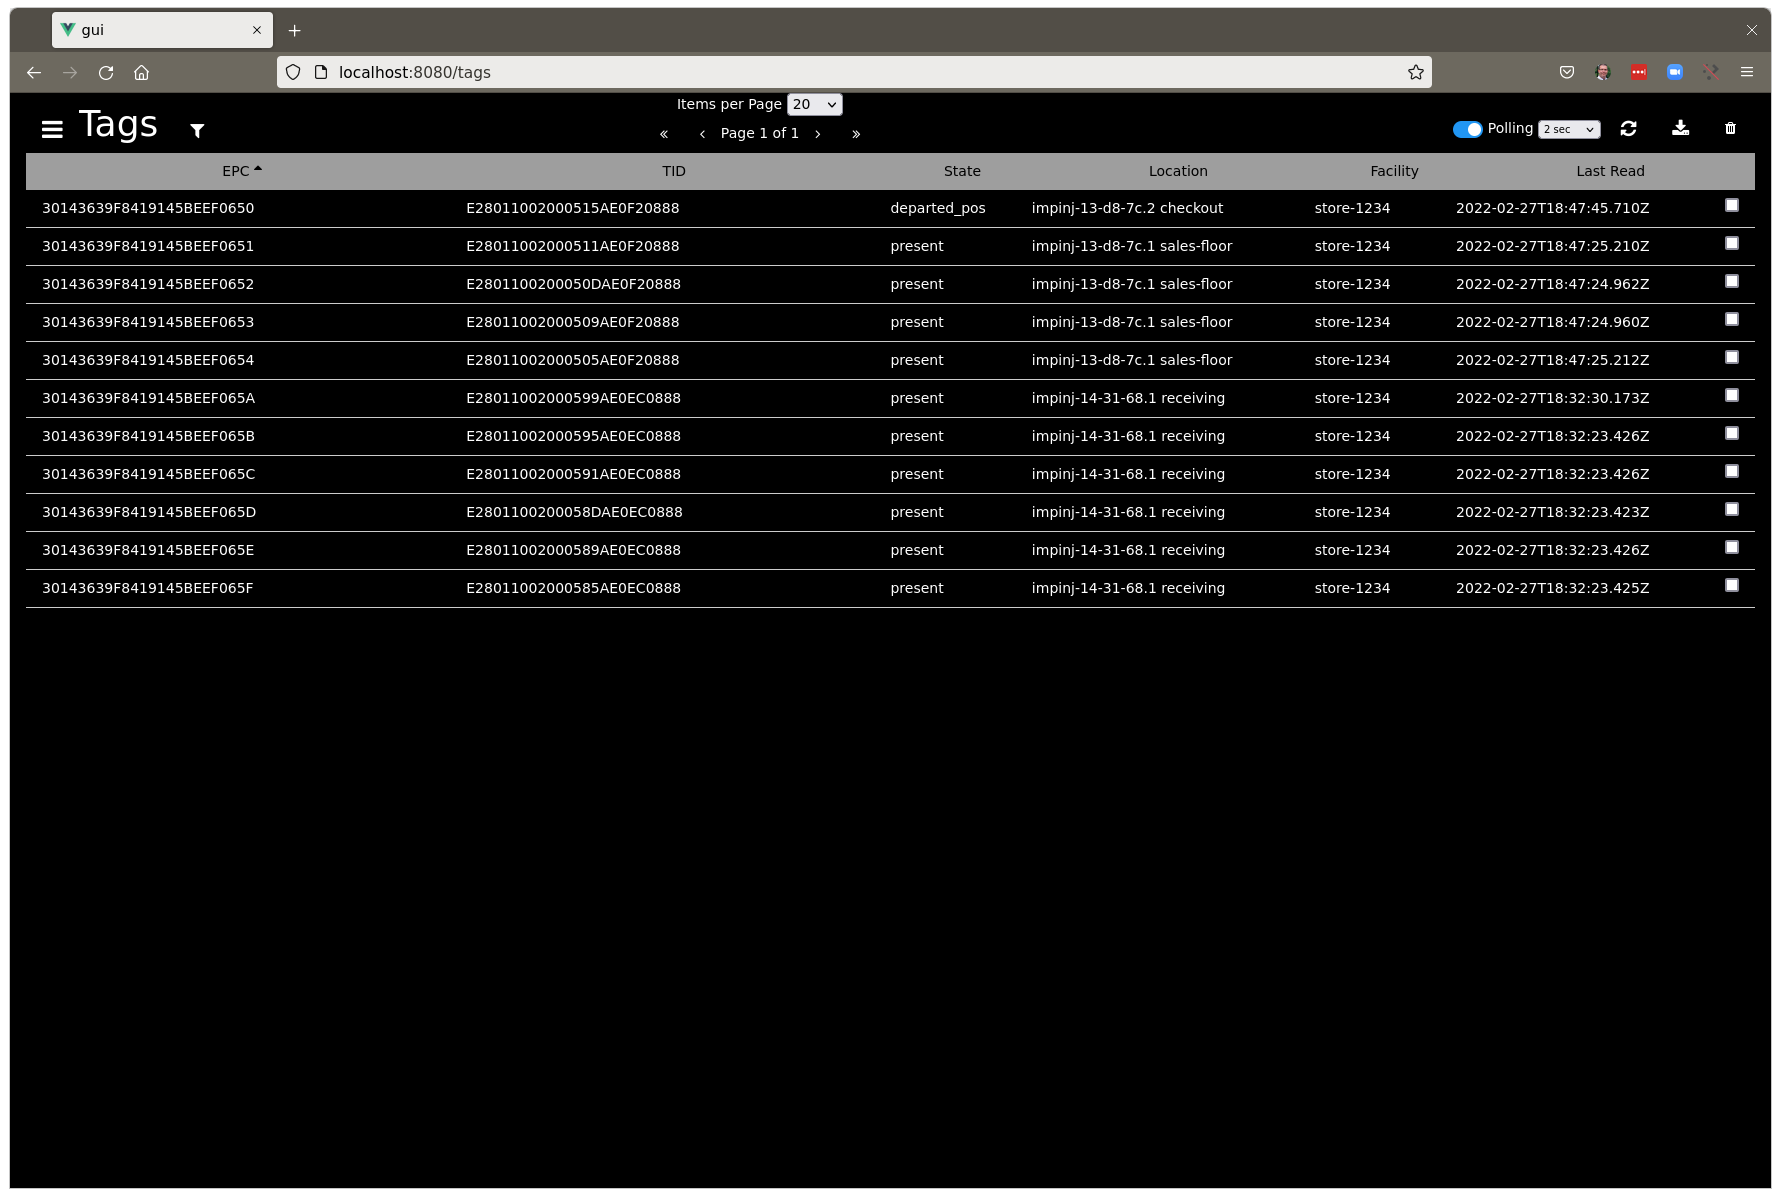 gui
localhost:8080/tags
Items per Page 20
Tags
« ‹ Page 1 of 1 › »
Polling 2 sec
EPC TID State Location Facility Last Read
30143639F8419145BEEF0650 E28011002000515AE0F20888 departed_pos impinj-13-d8-7c.2 checkout store-1234 2022-02-27T18:47:45.710Z
30143639F8419145BEEF0651 E28011002000511AE0F20888 present impinj-13-d8-7c.1 sales-floor store-1234 2022-02-27T18:47:25.210Z
30143639F8419145BEEF0652 E2801100200050DAE0F20888 present impinj-13-d8-7c.1 sales-floor store-1234 2022-02-27T18:47:24.962Z
30143639F8419145BEEF0653 E28011002000509AE0F20888 present impinj-13-d8-7c.1 sales-floor store-1234 2022-02-27T18:47:24.960Z
30143639F8419145BEEF0654 E28011002000505AE0F20888 present impinj-13-d8-7c.1 sales-floor store-1234 2022-02-27T18:47:25.212Z
30143639F8419145BEEF065A E28011002000599AE0EC0888 present impinj-14-31-68.1 receiving store-1234 2022-02-27T18:32:30.173Z
30143639F8419145BEEF065B E28011002000595AE0EC0888 present impinj-14-31-68.1 receiving store-1234 2022-02-27T18:32:23.426Z
30143639F8419145BEEF065C E28011002000591AE0EC0888 present impinj-14-31-68.1 receiving store-1234 2022-02-27T18:32:23.426Z
30143639F8419145BEEF065D E2801100200058DAE0EC0888 present impinj-14-31-68.1 receiving store-1234 2022-02-27T18:32:23.423Z
30143639F8419145BEEF065E E28011002000589AE0EC0888 present impinj-14-31-68.1 receiving store-1234 2022-02-27T18:32:23.426Z
30143639F8419145BEEF065F E28011002000585AE0EC0888 present impinj-14-31-68.1 receiving store-1234 2022-02-27T18:32:23.425Z